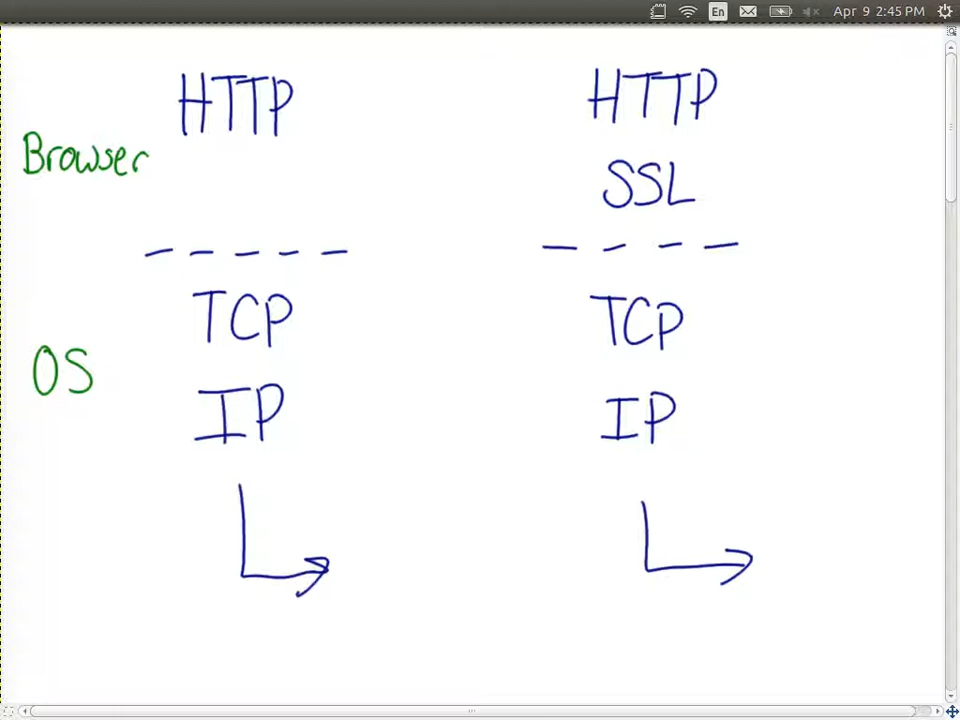 En Apr 9 2:45 PM
HTTP HTTP
Browser
SSL
TCP TCP
OS
IP IP